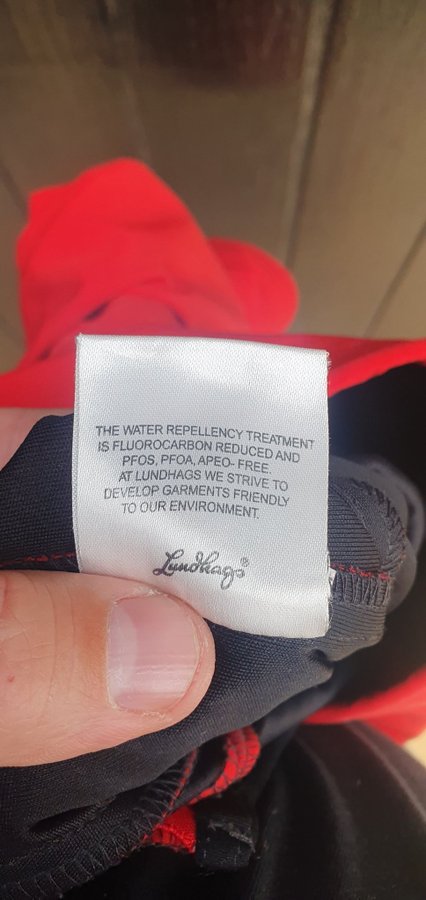 THE WATER REPELLENCY TREATMENT
IS FLUOROCARBON REDUCED AND
PFOS, PFOA, APEO- FREE.
AT LUNDHAGS WE STRIVE TO
DEVELOP GARMENTS FRIENDLY
TO OUR ENVIRONMENT.
Lundhags®